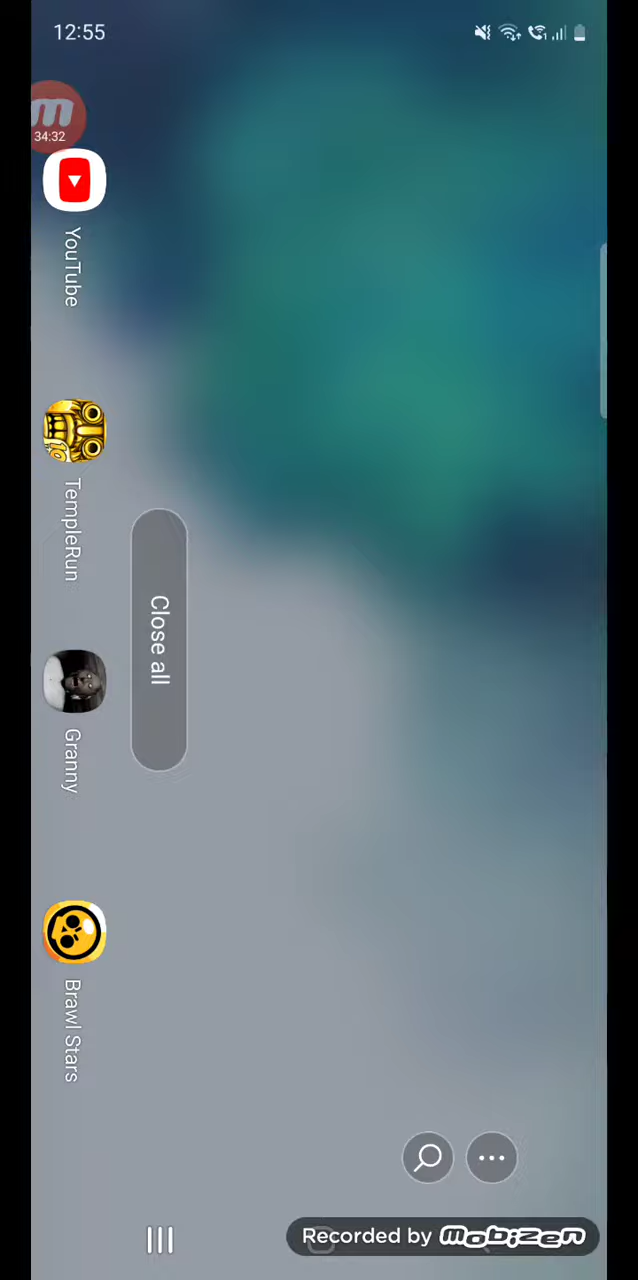 12:55
m
34:32
YouTube
TempleRun
Granny
Brawl Stars
Close all
Recorded by mobizen